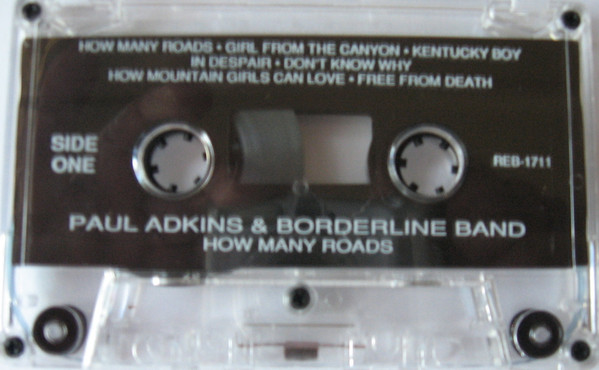 HOW MANY ROADS • GIRL FROM THE CANYON • KENTUCKY BOY
IN DESPAIR • DON'T KNOW WHY
HOW MOUNTAIN GIRLS CAN LOVE • FREE FROM DEATH
SIDE ONE
REB-1711
PAUL ADKINS & BORDERLINE BAND
HOW MANY ROADS